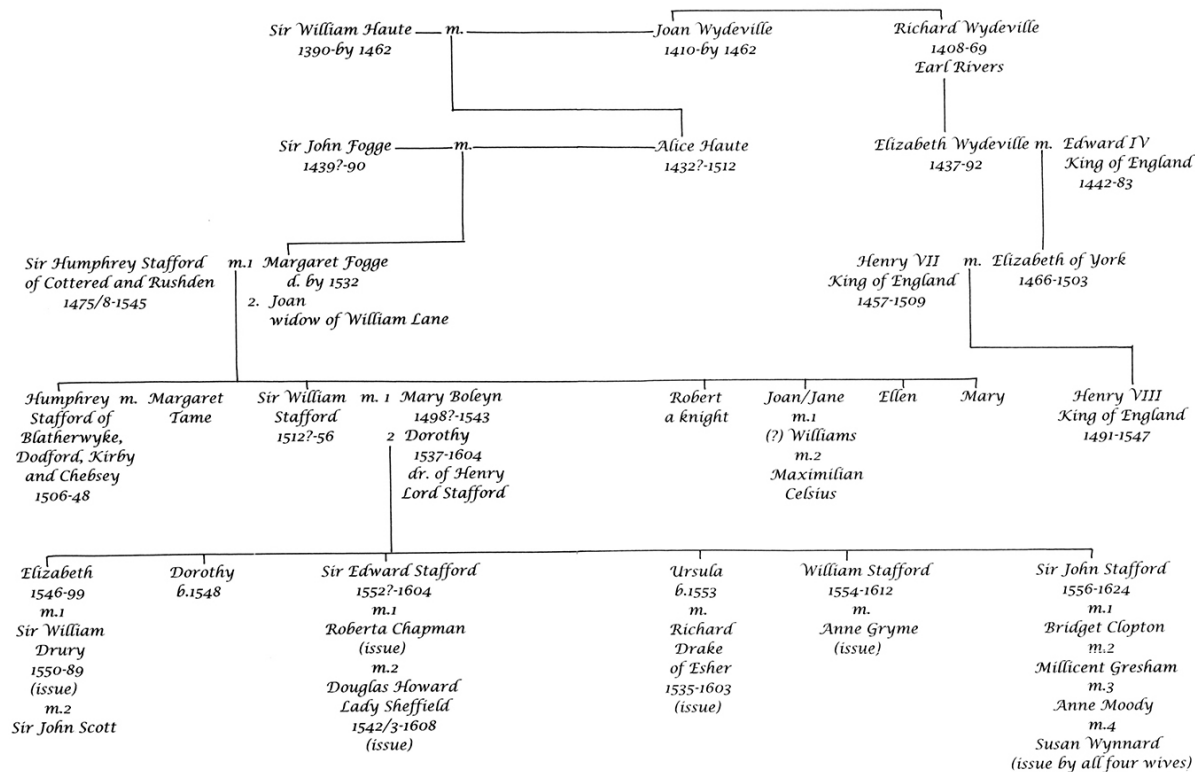 Sir William Haute
1390-by 1462
m.
Joan Wydeville
1410-by 1462
Richard Wydeville
1408-69
Earl Rivers
Sir John Fogge
1439?-90
m.
Alice Haute
1432?-1512
Elizabeth Wydeville
1437-92
m.
Edward IV
King of England
1442-83
Sir Humphrey Stafford
of Cottered and Rushden
1475/8-1545
m.1 Margaret Fogge
d. by 1532
2. Joan
widow of William Lane
Henry VII
King of England
1457-1509
m.
Elizabeth of York
1466-1503
Humphrey
Stafford of
Blatherwyke,
Dodford, Kirby
and Chebsey
1506-48
m.
Margaret
Tame
Sir William
Stafford
1512?-56
m. 1 Mary Boleyn
1498?-1543
2 Dorothy
1537-1604
dr. of Henry
Lord Stafford
Robert
a knight
Joan/Jane
m.1
(?) Williams
m.2
Maximilian
Celsius
Ellen
Mary
Henry VIII
King of England
1491-1547
Elizabeth
1546-99
m.1
Sir William
Drury
1550-89
(issue)
m.2
Sir John Scott
Dorothy
b.1548
Sir Edward Stafford
1552?-1604
m.1
Roberta Chapman
(issue)
m.2
Douglas Howard
Lady Sheffield
1542/3-1608
(issue)
Ursula
b.1553
m.
Richard
Drake
of Esher
1535-1603
(issue)
William Stafford
1554-1612
m.
Anne Gryme
(issue)
Sir John Stafford
1556-1624
m.1
Bridget Clopton
m.2
Millicent Gresham
m.3
Anne Moody
m.4
Susan Wynnard
(issue by all four wives)